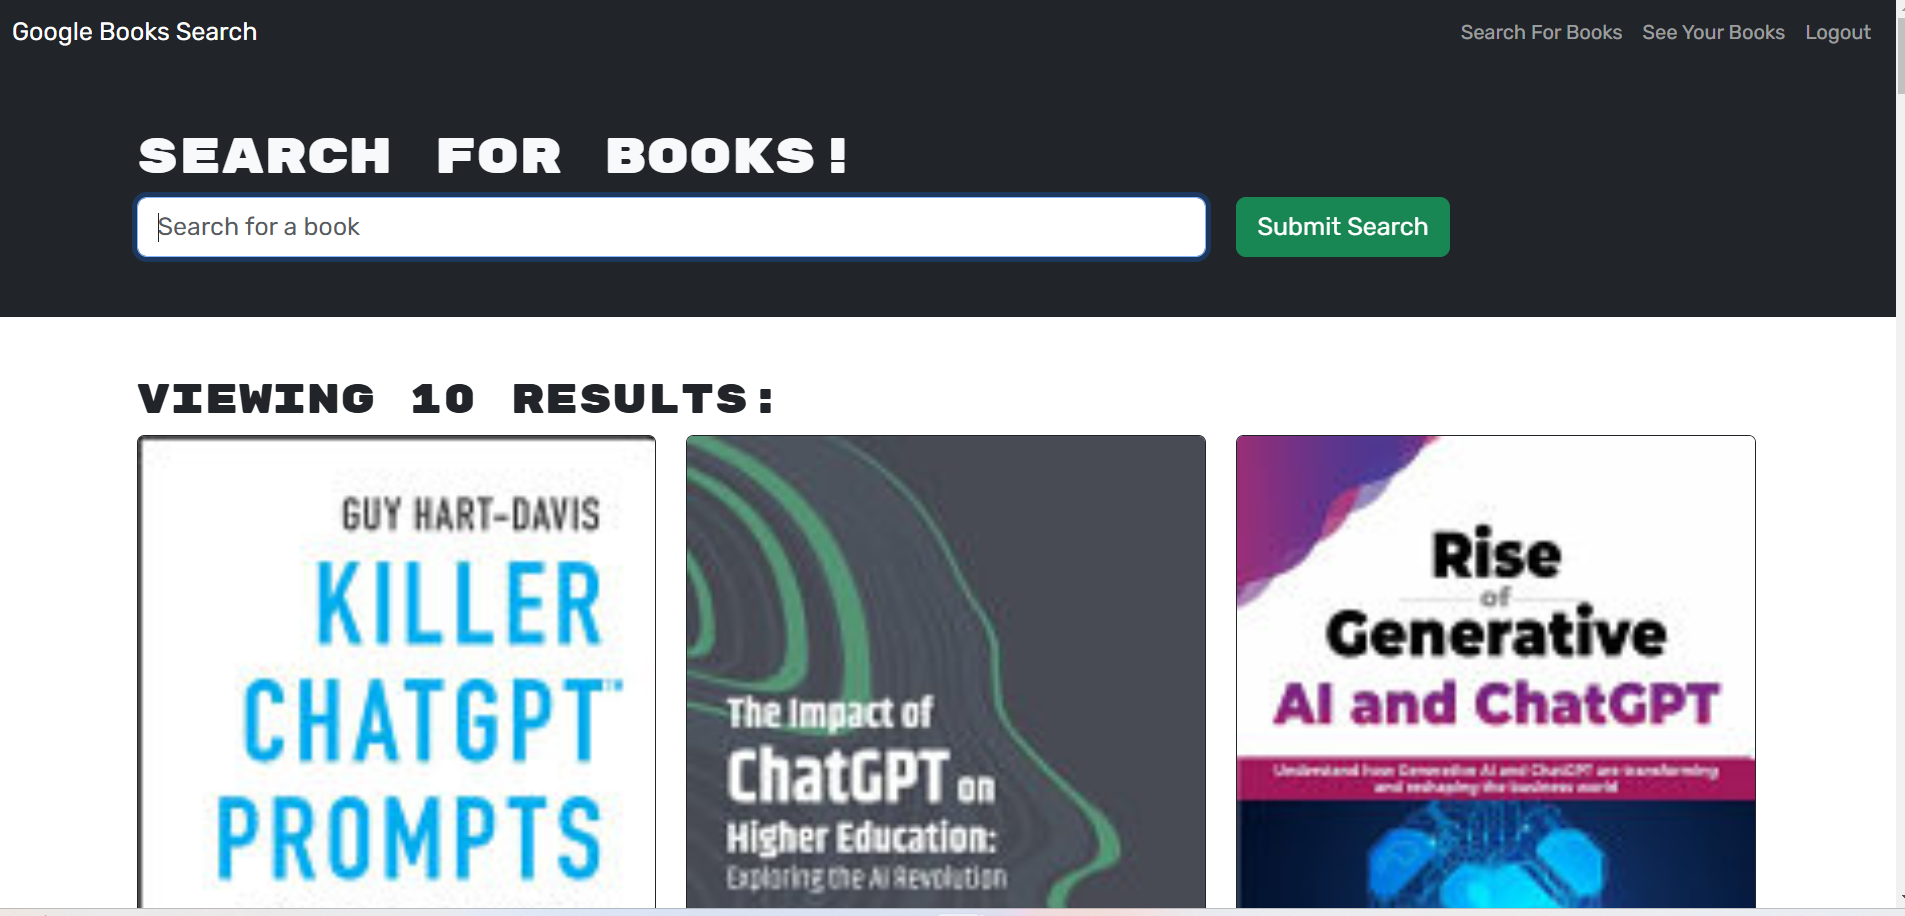 Google Books Search
Search For Books
See Your Books
Logout
SEARCH FOR BOOKS!
Search for a book
Submit Search
VIEWING 10 RESULTS:
GUY HART-DAVIS
KILLER
CHATGPT™
PROMPTS
The Impact of
ChatGPT on
Higher Education:
Exploring the AI Revolution
Rise
of
Generative
AI and ChatGPT
Understand how Generative AI and ChatGPT are transforming
and reshaping the business world